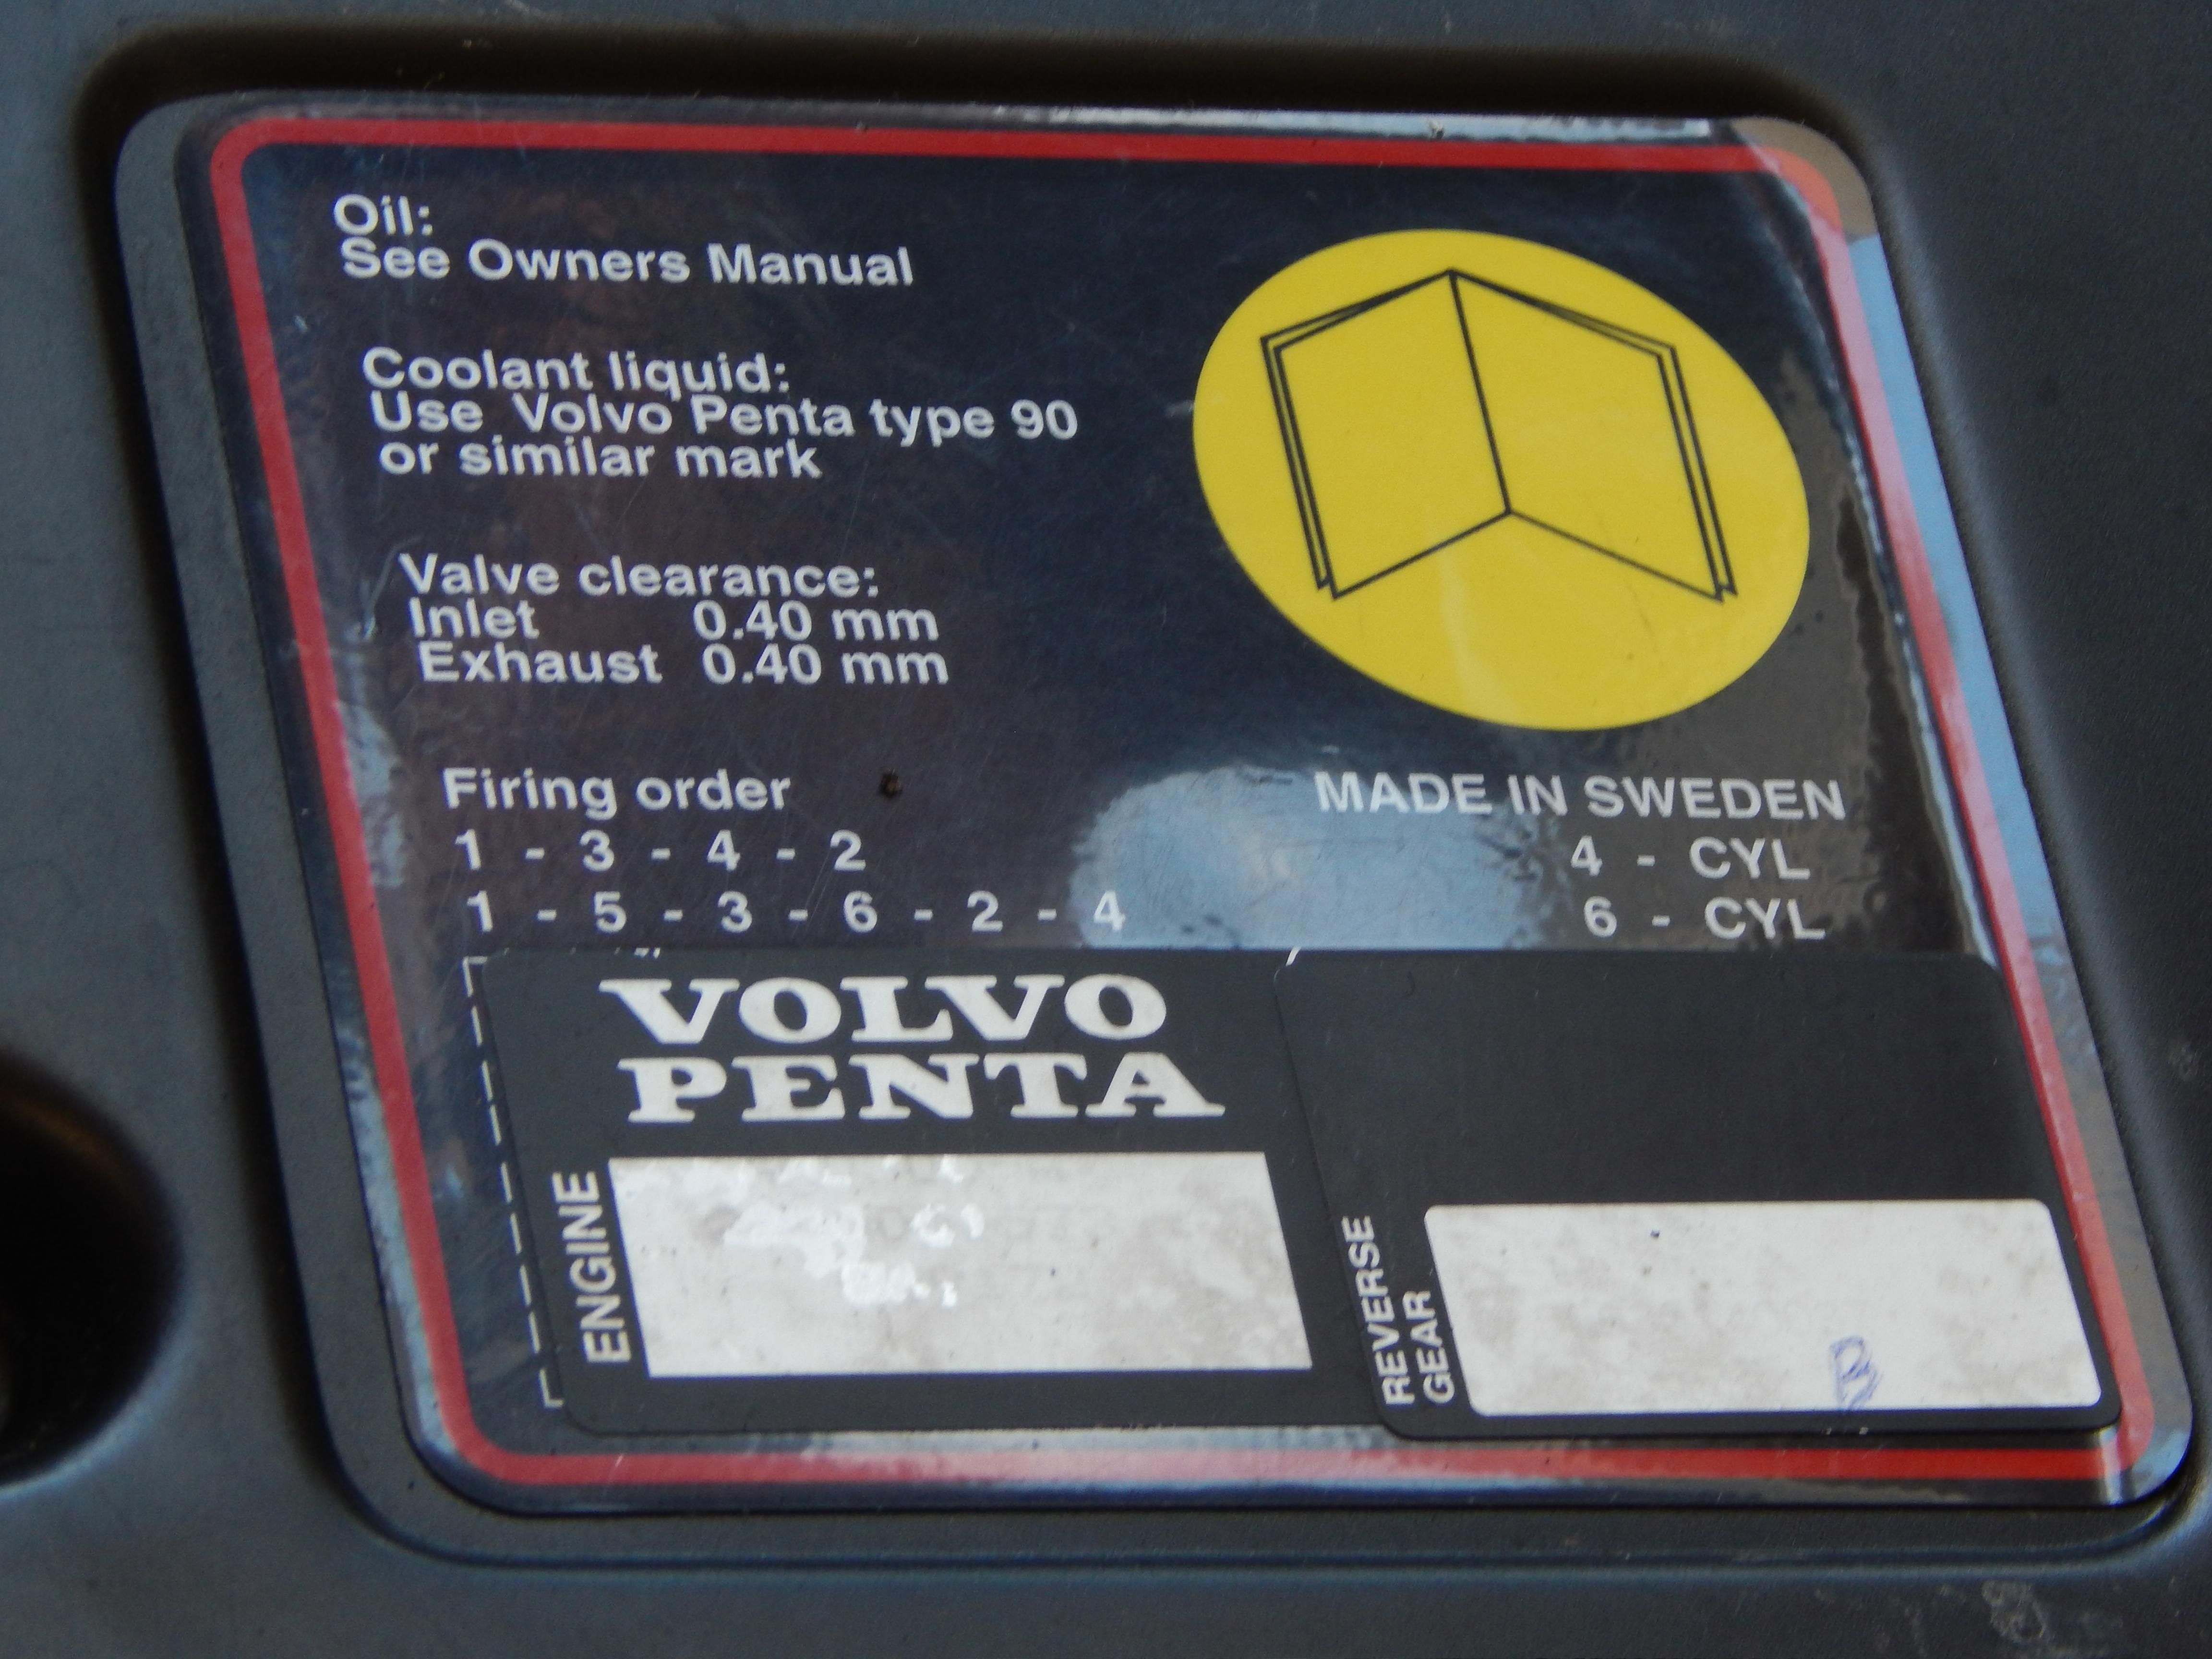 Oil:
See Owners Manual
Coolant liquid:
Use Volvo Penta type 90
or similar mark
Valve clearance:
Inlet 0.40 mm
Exhaust 0.40 mm
Firing order
MADE IN SWEDEN
1 - 3 - 4 - 2
4 - CYL
1 - 5 - 3 - 6 - 2 - 4
6 - CYL
VOLVO
PENTA
ENGINE
REVERSE
GEAR